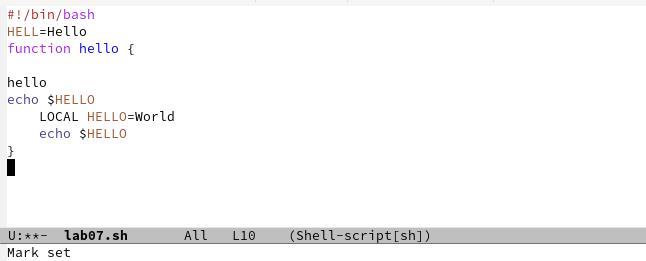 #!/bin/bash
HELL=Hello
function hello {

hello
echo $HELLO
    LOCAL HELLO=World
    echo $HELLO
}
U:**-  lab07.sh       All   L10    (Shell-script[sh])
Mark set